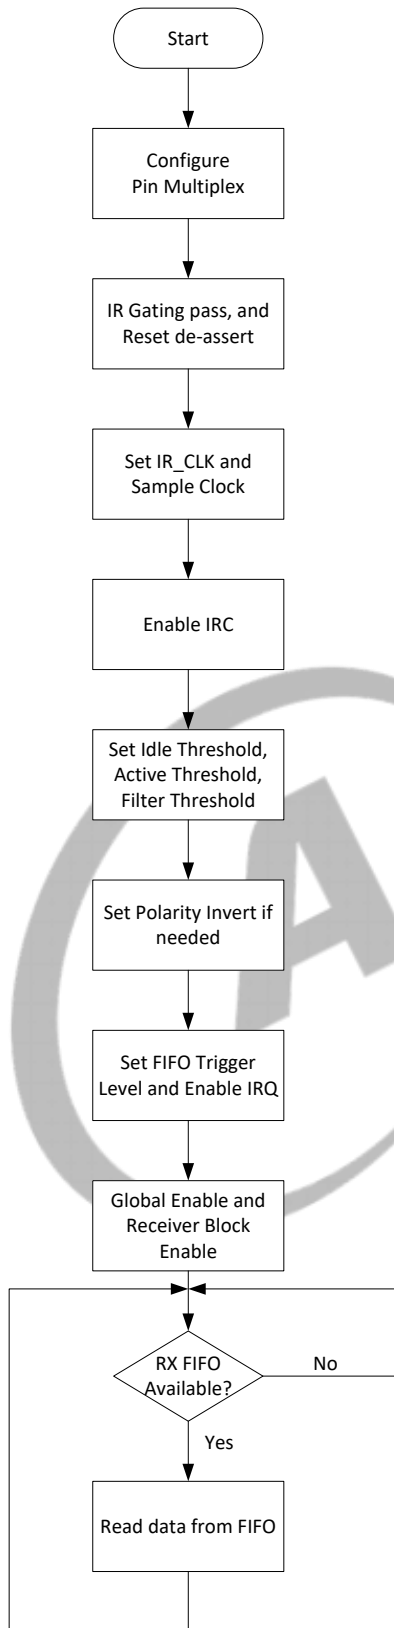 Start
Configure
Pin Multiplex
IR Gating pass, and
Reset de-assert
Set IR_CLK and
Sample Clock
Enable IRC
Set Idle Threshold,
Active Threshold,
Filter Threshold
Set Polarity Invert if
needed
Set FIFO Trigger
Level and Enable IRQ
Global Enable and
Receiver Block
Enable
RX FIFO
Available?
No
Yes
Read data from FIFO